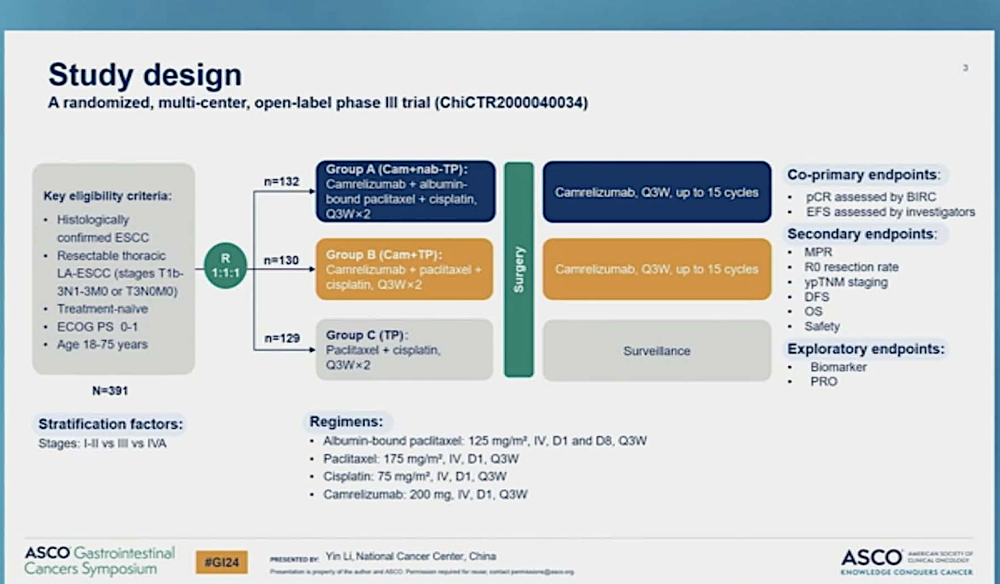 Study design
3
A randomized, multi-center, open-label phase III trial (ChiCTR2000040034)
Key eligibility criteria:
• Histologically
confirmed ESCC
• Resectable thoracic
LA-ESCC (stages T1b-
3N1-3M0 or T3N0M0)
• Treatment-naïve
• ECOG PS 0-1
• Age 18-75 years
N=391
Stratification factors:
Stages: I-II vs III vs IVA
R
1:1:1
n=132
n=130
n=129
Group A (Cam+nab-TP):
Camrelizumab + albumin-
bound paclitaxel + cisplatin,
Q3W×2
Group B (Cam+TP):
Camrelizumab + paclitaxel +
cisplatin, Q3W×2
Group C (TP):
Paclitaxel + cisplatin,
Q3W×2
Surgery
Camrelizumab, Q3W, up to 15 cycles
Camrelizumab, Q3W, up to 15 cycles
Surveillance
Co-primary endpoints:
• pCR assessed by BIRC
• EFS assessed by investigators
Secondary endpoints:
• MPR
• R0 resection rate
• ypTNM staging
• DFS
• OS
• Safety
Exploratory endpoints:
• Biomarker
• PRO
Regimens:
• Albumin-bound paclitaxel: 125 mg/m², IV, D1 and D8, Q3W
• Paclitaxel: 175 mg/m², IV, D1, Q3W
• Cisplatin: 75 mg/m², IV, D1, Q3W
• Camrelizumab: 200 mg, IV, D1, Q3W
ASCO Gastrointestinal
Cancers Symposium
#GI24
PRESENTED BY: Yin Li, National Cancer Center, China
Presentation is property of the author and ASCO. Permission required for reuse; contact permissions@asco.org.
ASCO AMERICAN SOCIETY OF
CLINICAL ONCOLOGY
KNOWLEDGE CONQUERS CANCER